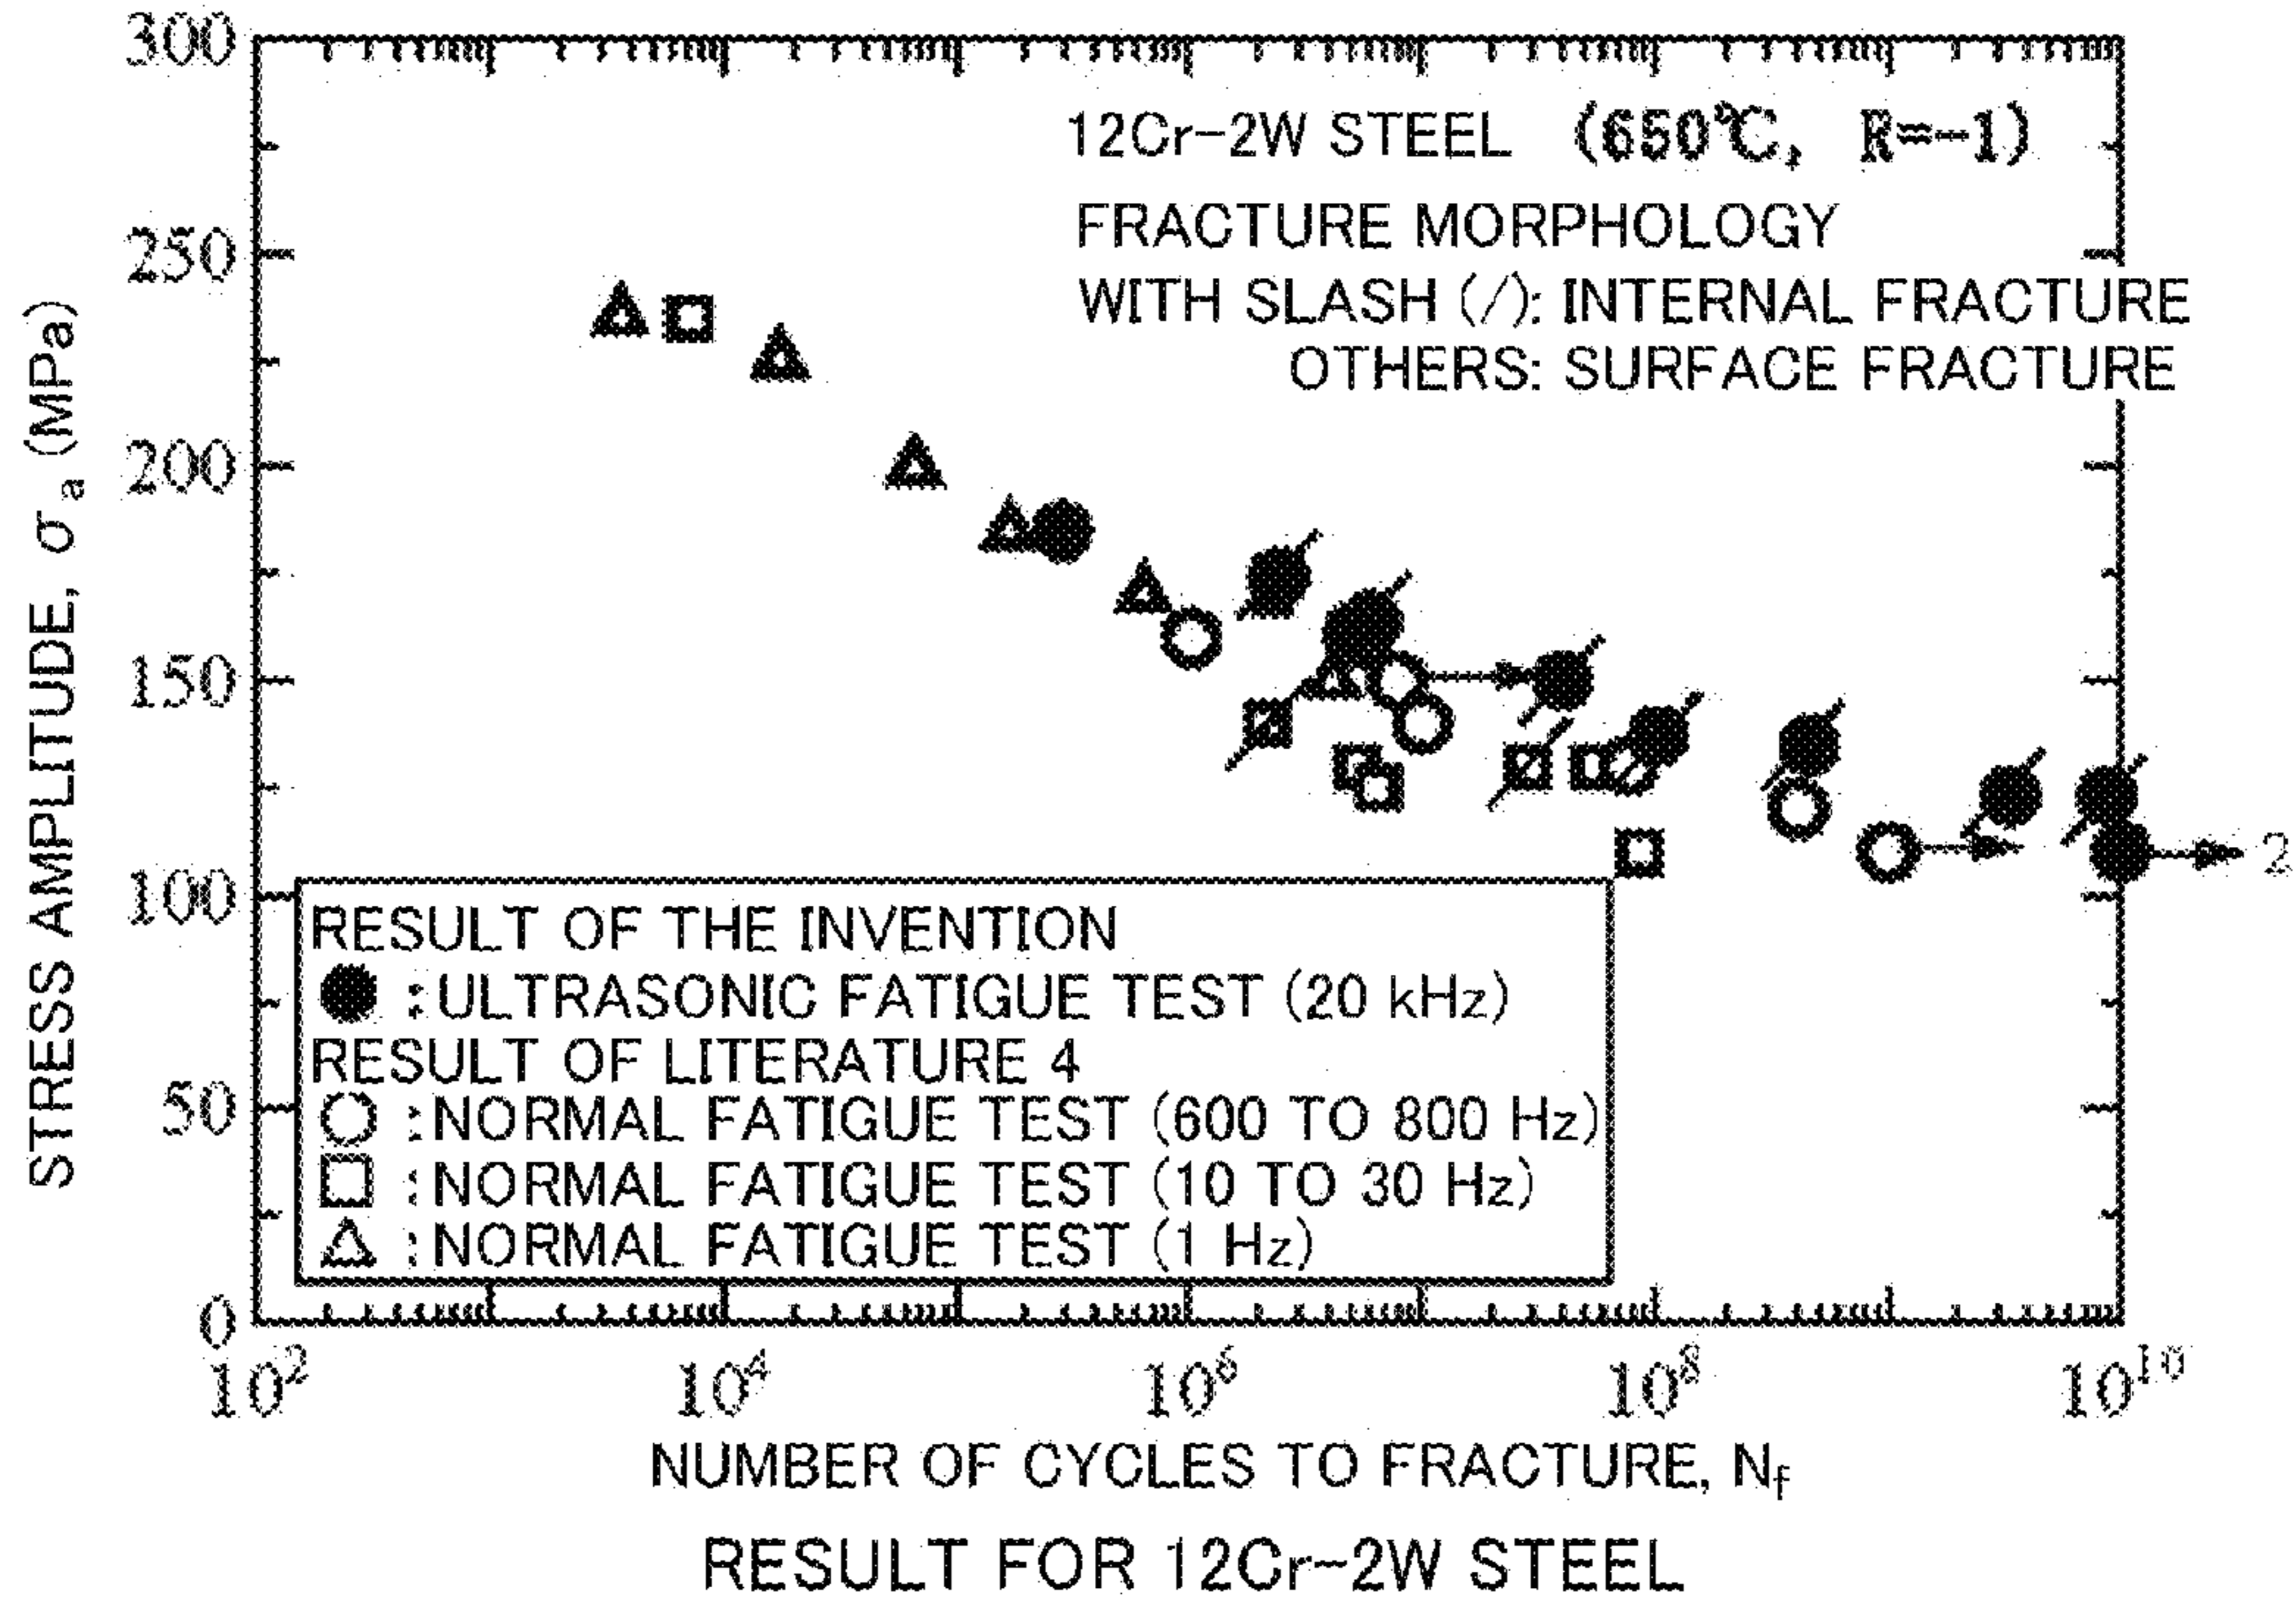 300
250
200
150
100
50
0
STRESS AMPLITUDE, σa (MPa)
12Cr-2W STEEL (650℃, R=-1)
FRACTURE MORPHOLOGY
WITH SLASH (/): INTERNAL FRACTURE
OTHERS: SURFACE FRACTURE
2
RESULT OF THE INVENTION
● : ULTRASONIC FATIGUE TEST (20 kHz)
RESULT OF LITERATURE 4
○ : NORMAL FATIGUE TEST (600 TO 800 Hz)
□ : NORMAL FATIGUE TEST (10 TO 30 Hz)
△ : NORMAL FATIGUE TEST (1 Hz)
10² 10⁴ 10⁶ 10⁸ 10¹⁰
NUMBER OF CYCLES TO FRACTURE, Nf
RESULT FOR 12Cr-2W STEEL